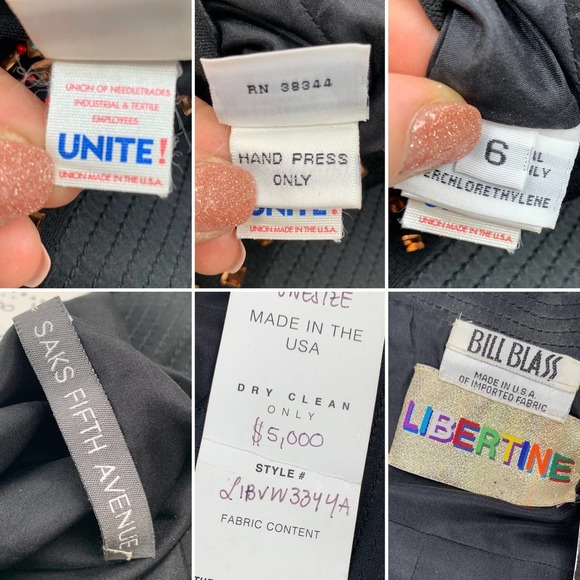 UNION OF NEEDLETRADES
INDUSTRIAL & TEXTILE
EMPLOYEES
UNITE!
UNION MADE IN THE U.S.A.
RN 38344
HAND PRESS
ONLY
UNITE!
UNION MADE IN THE U.S.A.
6
ERCHLORETHYLENE
UNION MADE IN THE U.S.A.
SAKS FIFTH AVENUE
ONESIZE
MADE IN THE
USA
DRY CLEAN
ONLY
$5,000
STYLE #
LIBVW3344A
FABRIC CONTENT
BILL BLASS
MADE IN U.S.A.
OF IMPORTED FABRIC
LIBERTINE